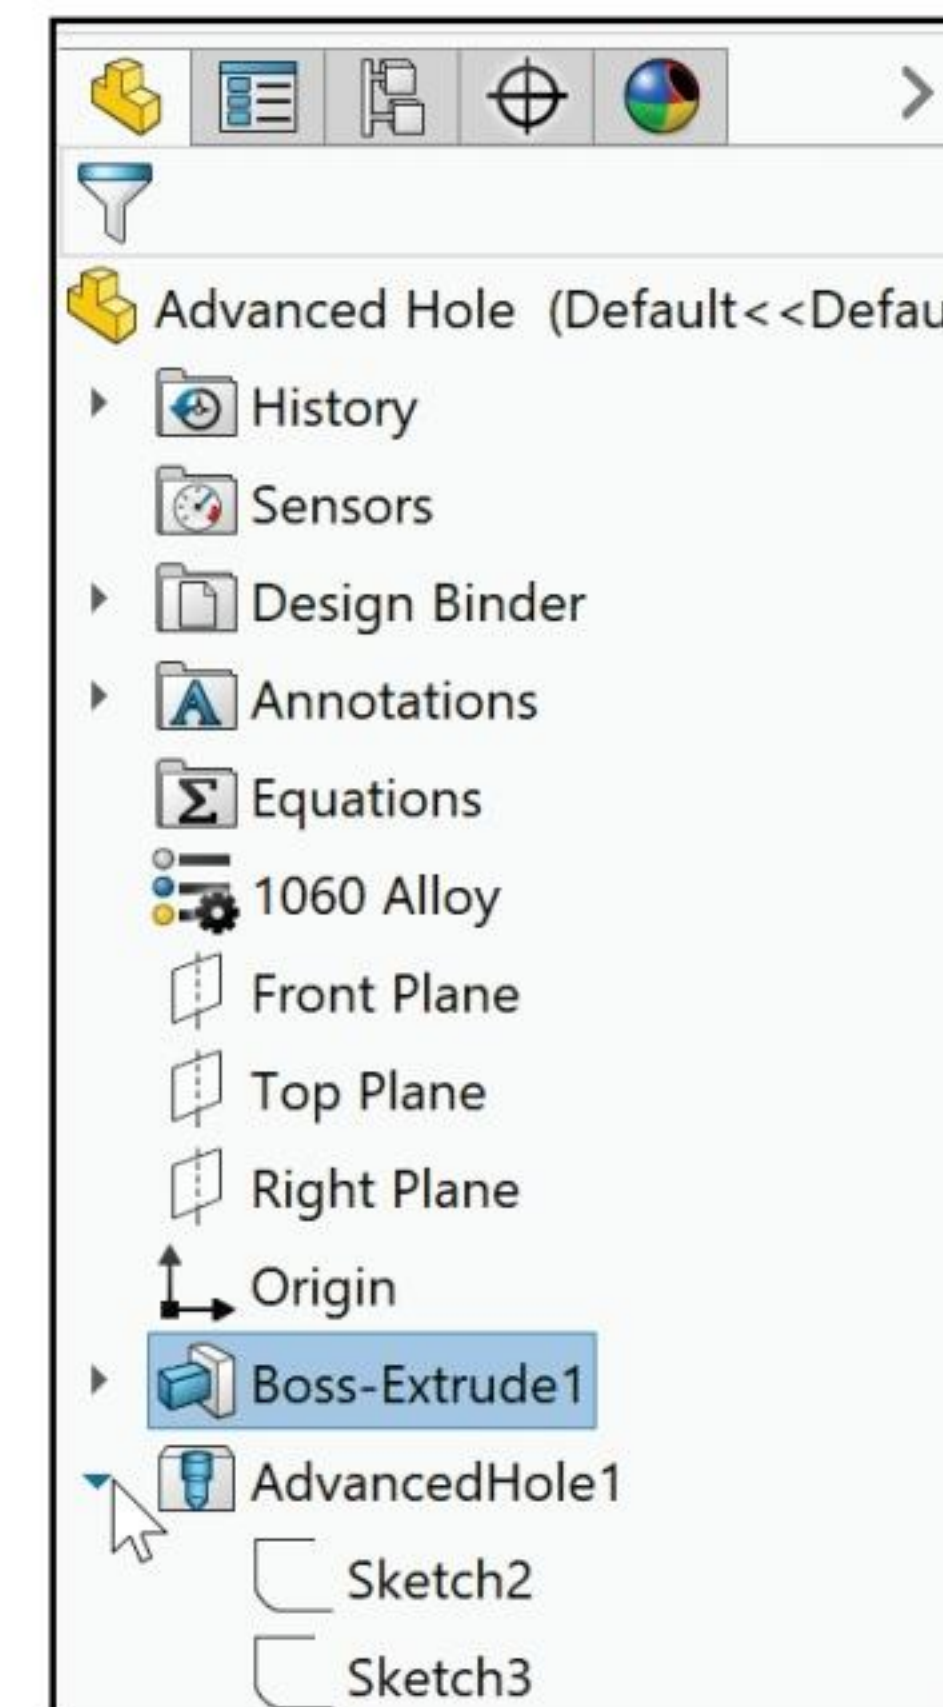 Advanced Hole (Default<<Defau
History
Sensors
Design Binder
Annotations
Equations
1060 Alloy
Front Plane
Top Plane
Right Plane
Origin
Boss-Extrude1
AdvancedHole1
Sketch2
Sketch3